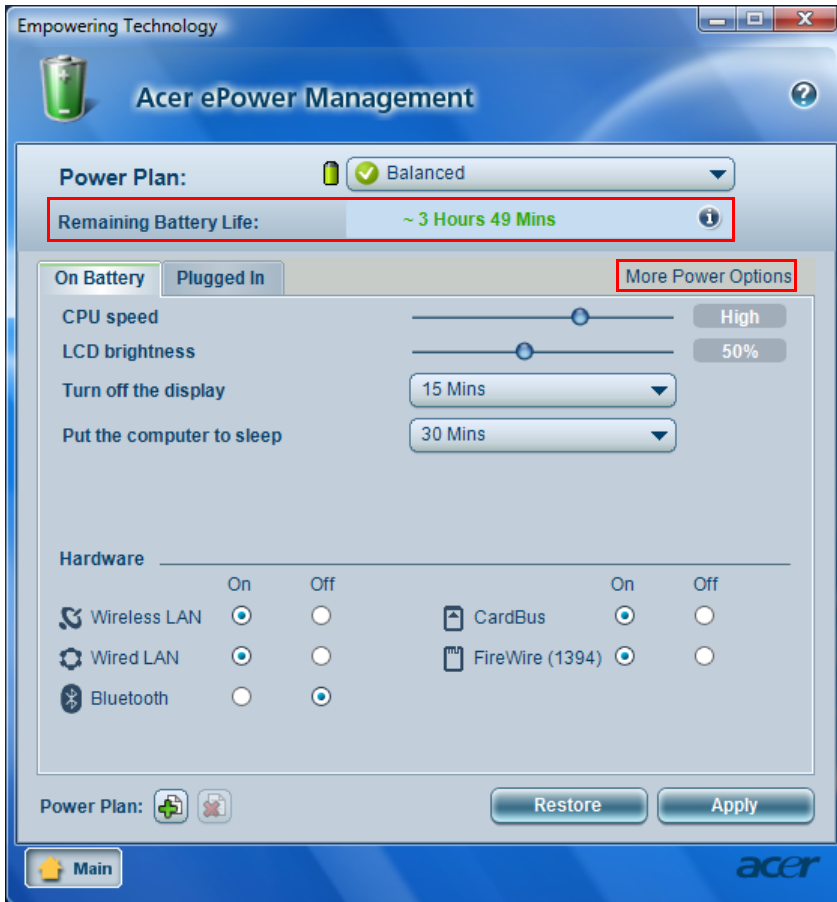 Empowering Technology
Acer ePower Management
Power Plan: Balanced
Remaining Battery Life: ~ 3 Hours 49 Mins
On Battery Plugged In More Power Options
CPU speed High
LCD brightness 50%
Turn off the display 15 Mins
Put the computer to sleep 30 Mins
Hardware
On Off On Off
Wireless LAN CardBus
Wired LAN FireWire (1394)
Bluetooth
Power Plan: Restore Apply
Main acer